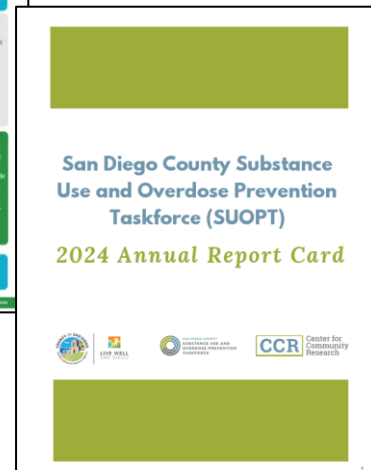 San Diego County Substance
Use and Overdose Prevention
Taskforce (SUOPT)
2024 Annual Report Card
LIVE WELL
SAN DIEGO
SAN DIEGO COUNTY
SUBSTANCE USE AND
OVERDOSE PREVENTION
TASKFORCE
CCR
Center for
Community
Research